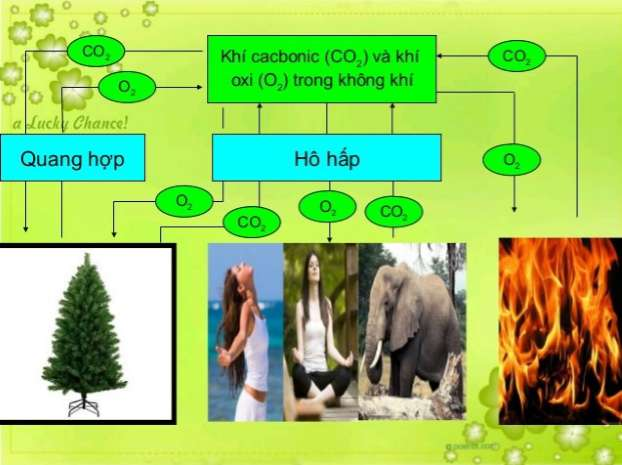 CO2
Khí cacbonic (CO2) và khí
oxi (O2) trong không khí
CO2
O2
a Lucky Chance!
Quang hợp
Hô hấp
O2
O2
CO2
O2
CO2